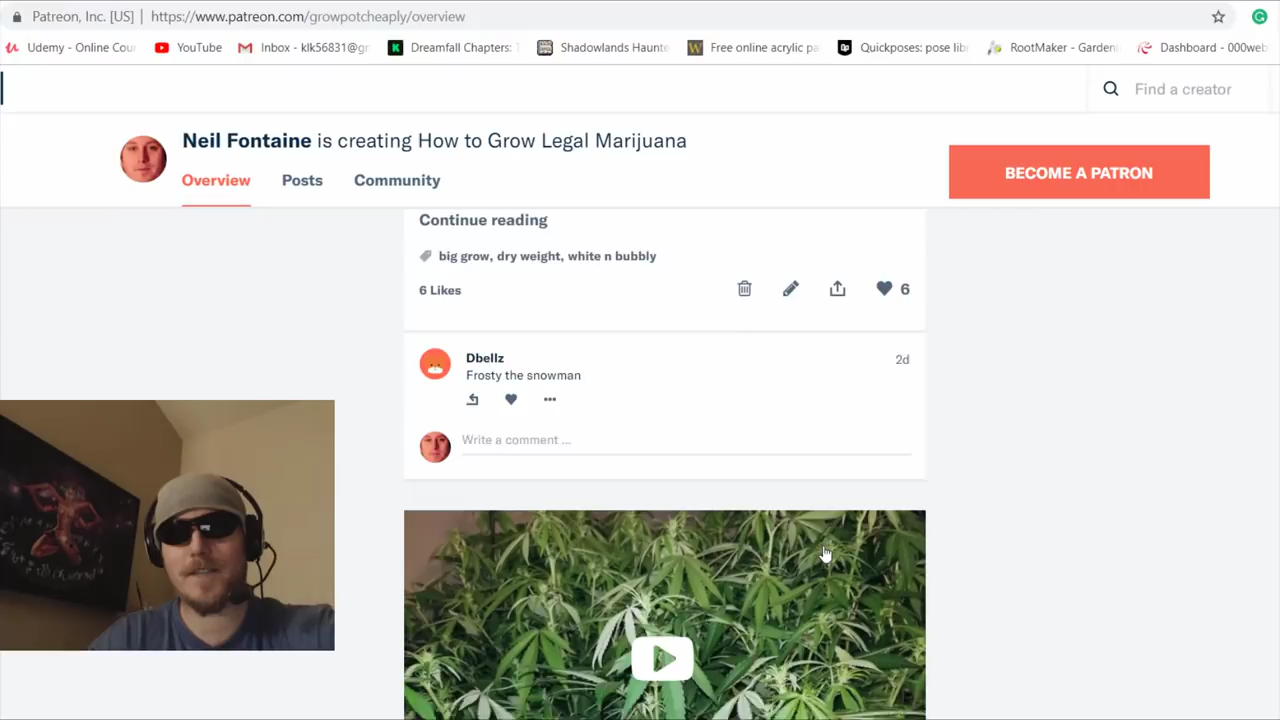 Patreon, Inc. [US] | https://www.patreon.com/growpotcheaply/overview
Udemy - Online Cour YouTube Inbox - klk56831@gr Dreamfall Chapters: Shadowlands Haunte Free online acrylic pa Quickposes: pose lib RootMaker - Gardeni Dashboard - 000web
Find a creator
Neil Fontaine is creating How to Grow Legal Marijuana
BECOME A PATRON
Overview Posts Community
Continue reading
big grow, dry weight, white n bubbly
6 Likes 6
Dbellz 2d
Frosty the snowman
Write a comment ...